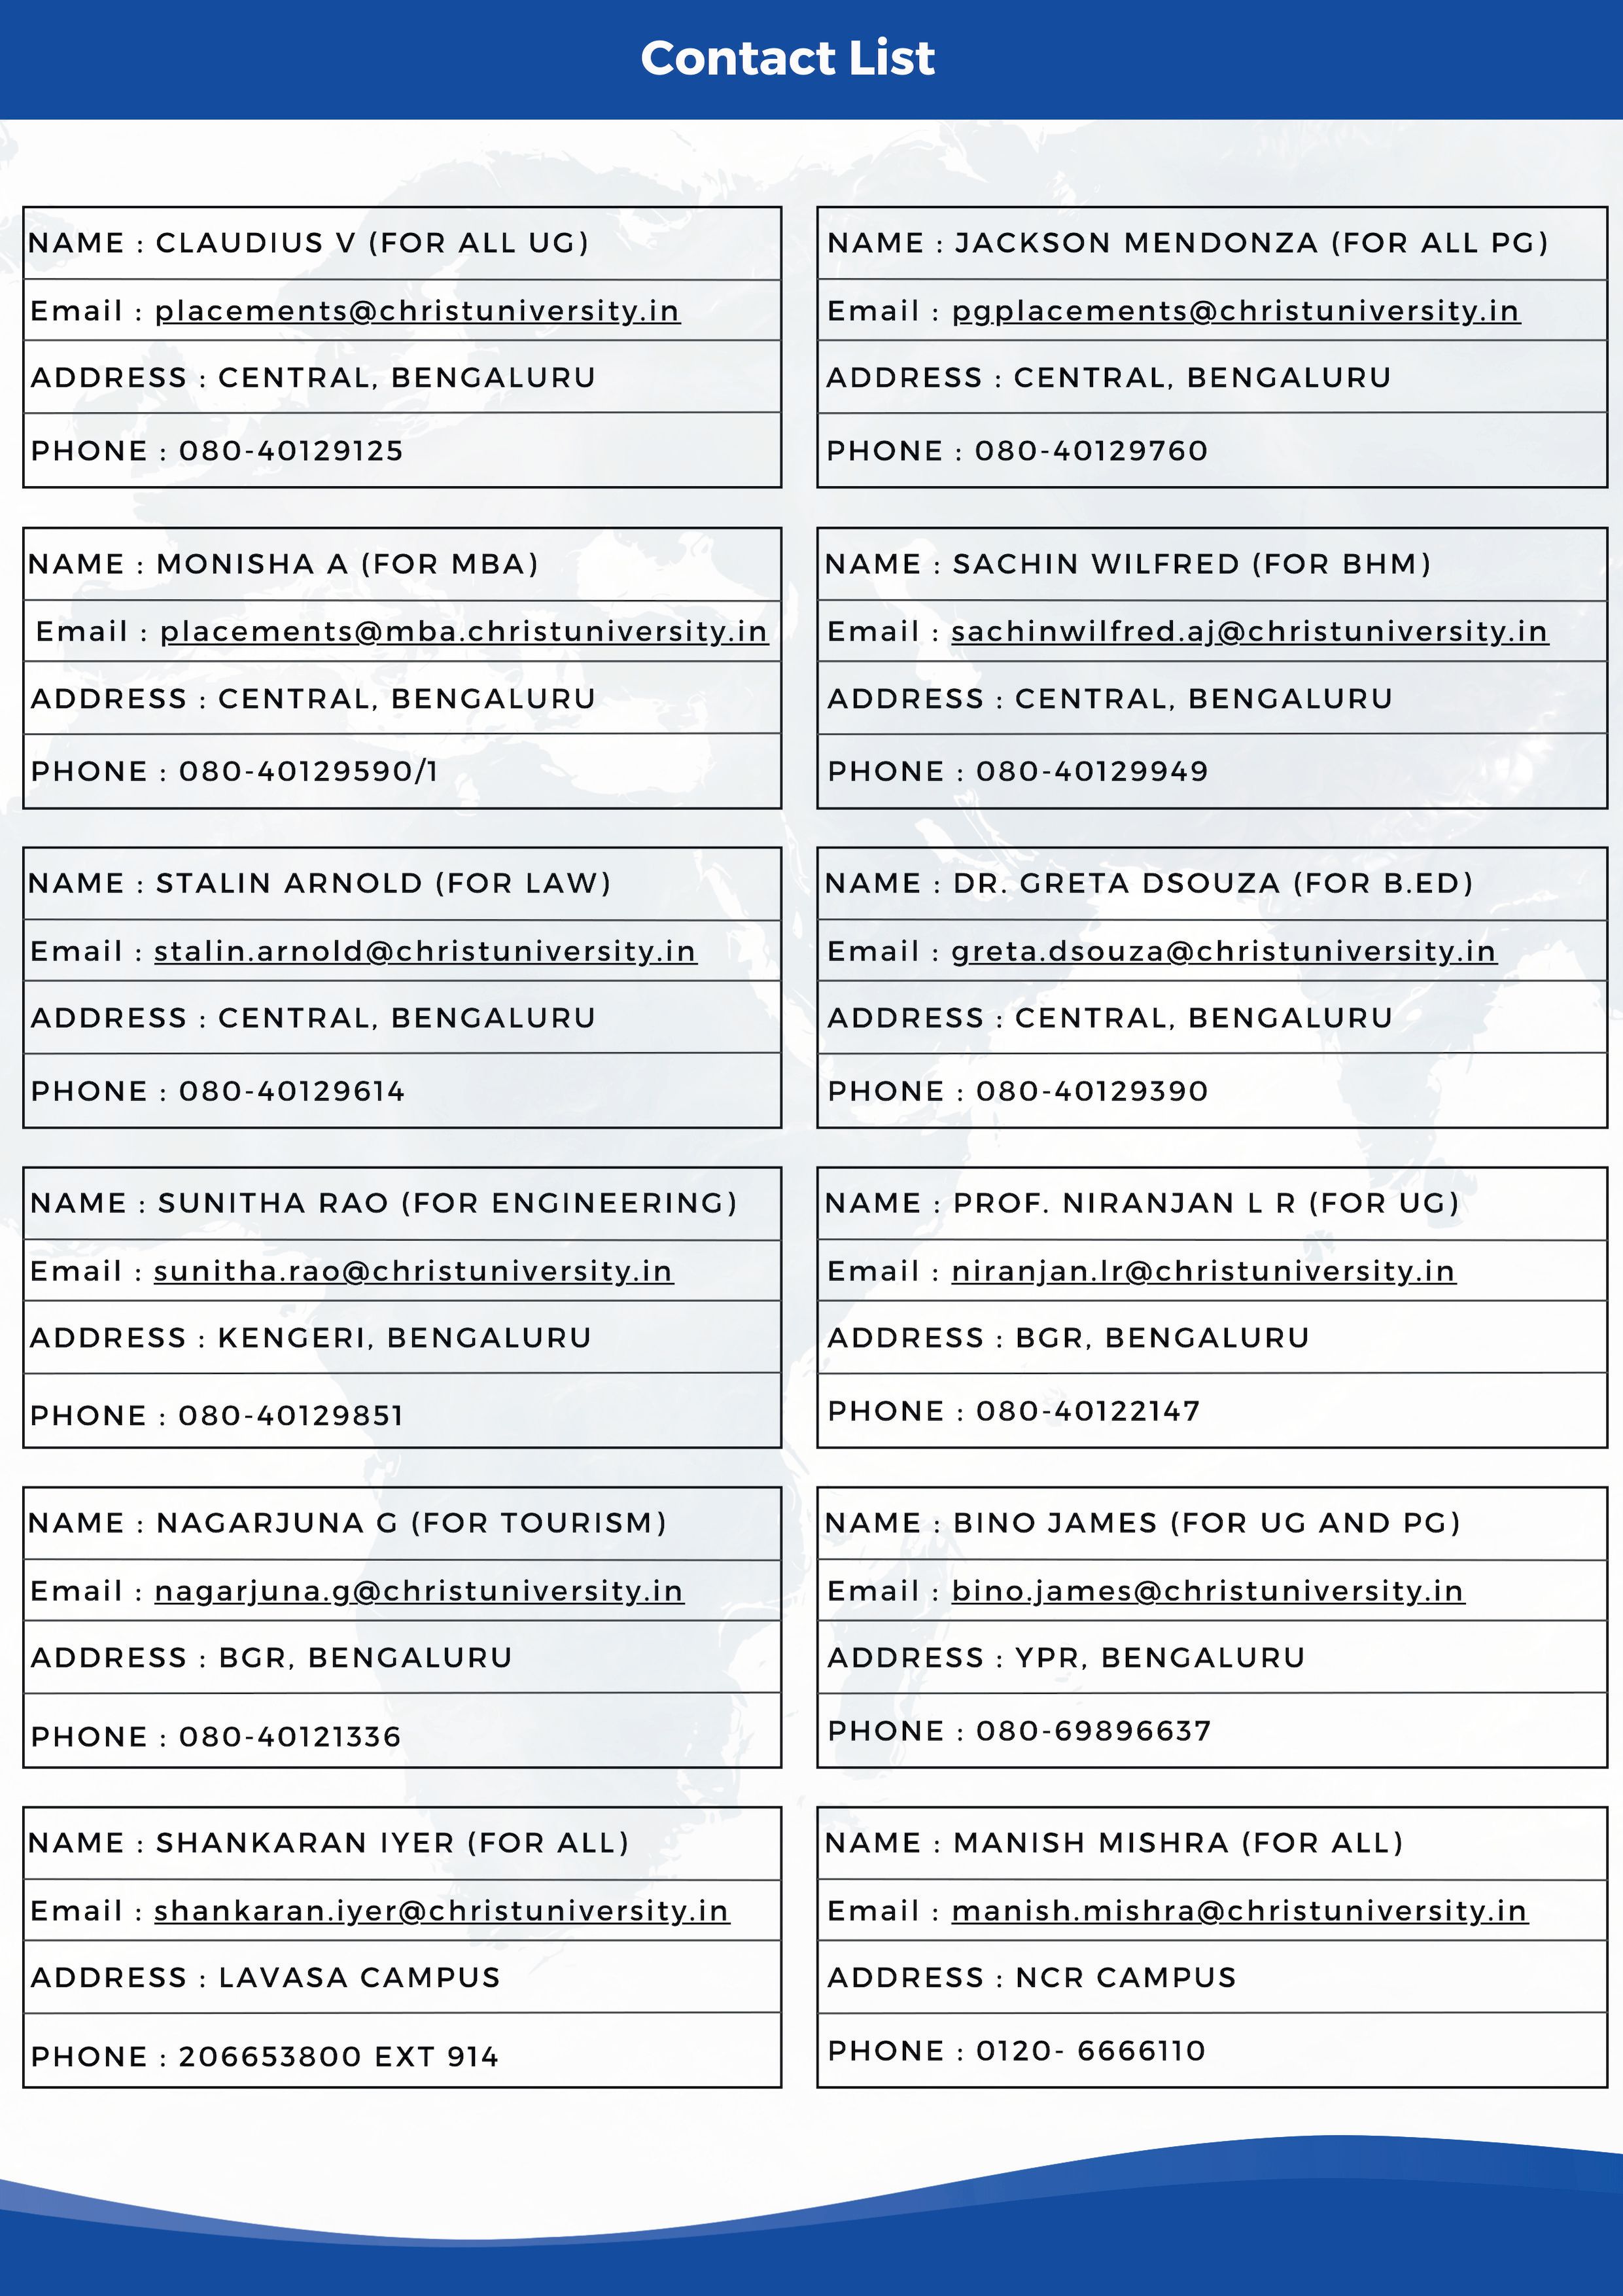 Contact List
NAME : CLAUDIUS V (FOR ALL UG)
Email : placements@christuniversity.in
ADDRESS : CENTRAL, BENGALURU
PHONE : 080-40129125
NAME : JACKSON MENDONZA (FOR ALL PG)
Email : pgplacements@christuniversity.in
ADDRESS : CENTRAL, BENGALURU
PHONE : 080-40129760
NAME : MONISHA A (FOR MBA)
Email : placements@mba.christuniversity.in
ADDRESS : CENTRAL, BENGALURU
PHONE : 080-40129590/1
NAME : SACHIN WILFRED (FOR BHM)
Email : sachinwilfred.aj@christuniversity.in
ADDRESS : CENTRAL, BENGALURU
PHONE : 080-40129949
NAME : STALIN ARNOLD (FOR LAW)
Email : stalin.arnold@christuniversity.in
ADDRESS : CENTRAL, BENGALURU
PHONE : 080-40129614
NAME : DR. GRETA DSOUZA (FOR B.ED)
Email : greta.dsouza@christuniversity.in
ADDRESS : CENTRAL, BENGALURU
PHONE : 080-40129390
NAME : SUNITHA RAO (FOR ENGINEERING)
Email : sunitha.rao@christuniversity.in
ADDRESS : KENGERI, BENGALURU
PHONE : 080-40129851
NAME : PROF. NIRANJAN L R (FOR UG)
Email : niranjan.lr@christuniversity.in
ADDRESS : BGR, BENGALURU
PHONE : 080-40122147
NAME : NAGARJUNA G (FOR TOURISM)
Email : nagarjuna.g@christuniversity.in
ADDRESS : BGR, BENGALURU
PHONE : 080-40121336
NAME : BINO JAMES (FOR UG AND PG)
Email : bino.james@christuniversity.in
ADDRESS : YPR, BENGALURU
PHONE : 080-69896637
NAME : SHANKARAN IYER (FOR ALL)
Email : shankaran.iyer@christuniversity.in
ADDRESS : LAVASA CAMPUS
PHONE : 206653800 EXT 914
NAME : MANISH MISHRA (FOR ALL)
Email : manish.mishra@christuniversity.in
ADDRESS : NCR CAMPUS
PHONE : 0120- 6666110